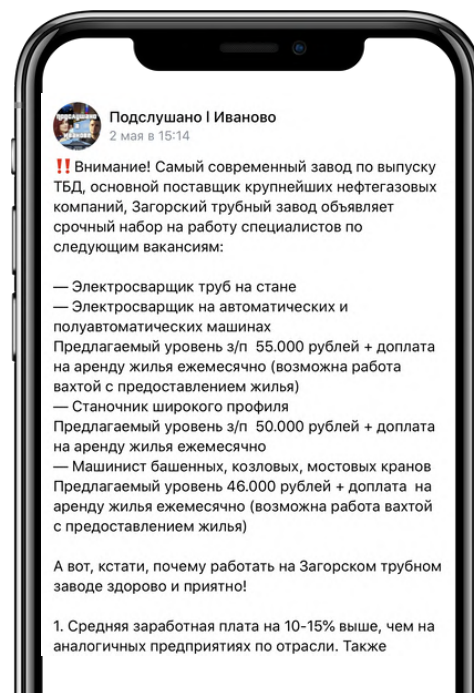 Подслушано | Иваново
2 мая в 15:14
‼️Внимание! Самый современный завод по выпуску
ТБД, основной поставщик крупнейших нефтегазовых
компаний, Загорский трубный завод объявляет
срочный набор на работу специалистов по
следующим вакансиям:
— Электросварщик труб на стане
— Электросварщик на автоматических и
полуавтоматических машинах
Предлагаемый уровень з/п 55.000 рублей + доплата
на аренду жилья ежемесячно (возможна работа
вахтой с предоставлением жилья)
— Станочник широкого профиля
Предлагаемый уровень з/п 50.000 рублей + доплата
на аренду жилья ежемесячно
— Машинист башенных, козловых, мостовых кранов
Предлагаемый уровень 46.000 рублей + доплата на
аренду жилья ежемесячно (возможна работа вахтой
с предоставлением жилья)
А вот, кстати, почему работать на Загорском трубном
заводе здорово и приятно!
1. Средняя заработная плата на 10-15% выше, чем на
аналогичных предприятиях по отрасли. Также